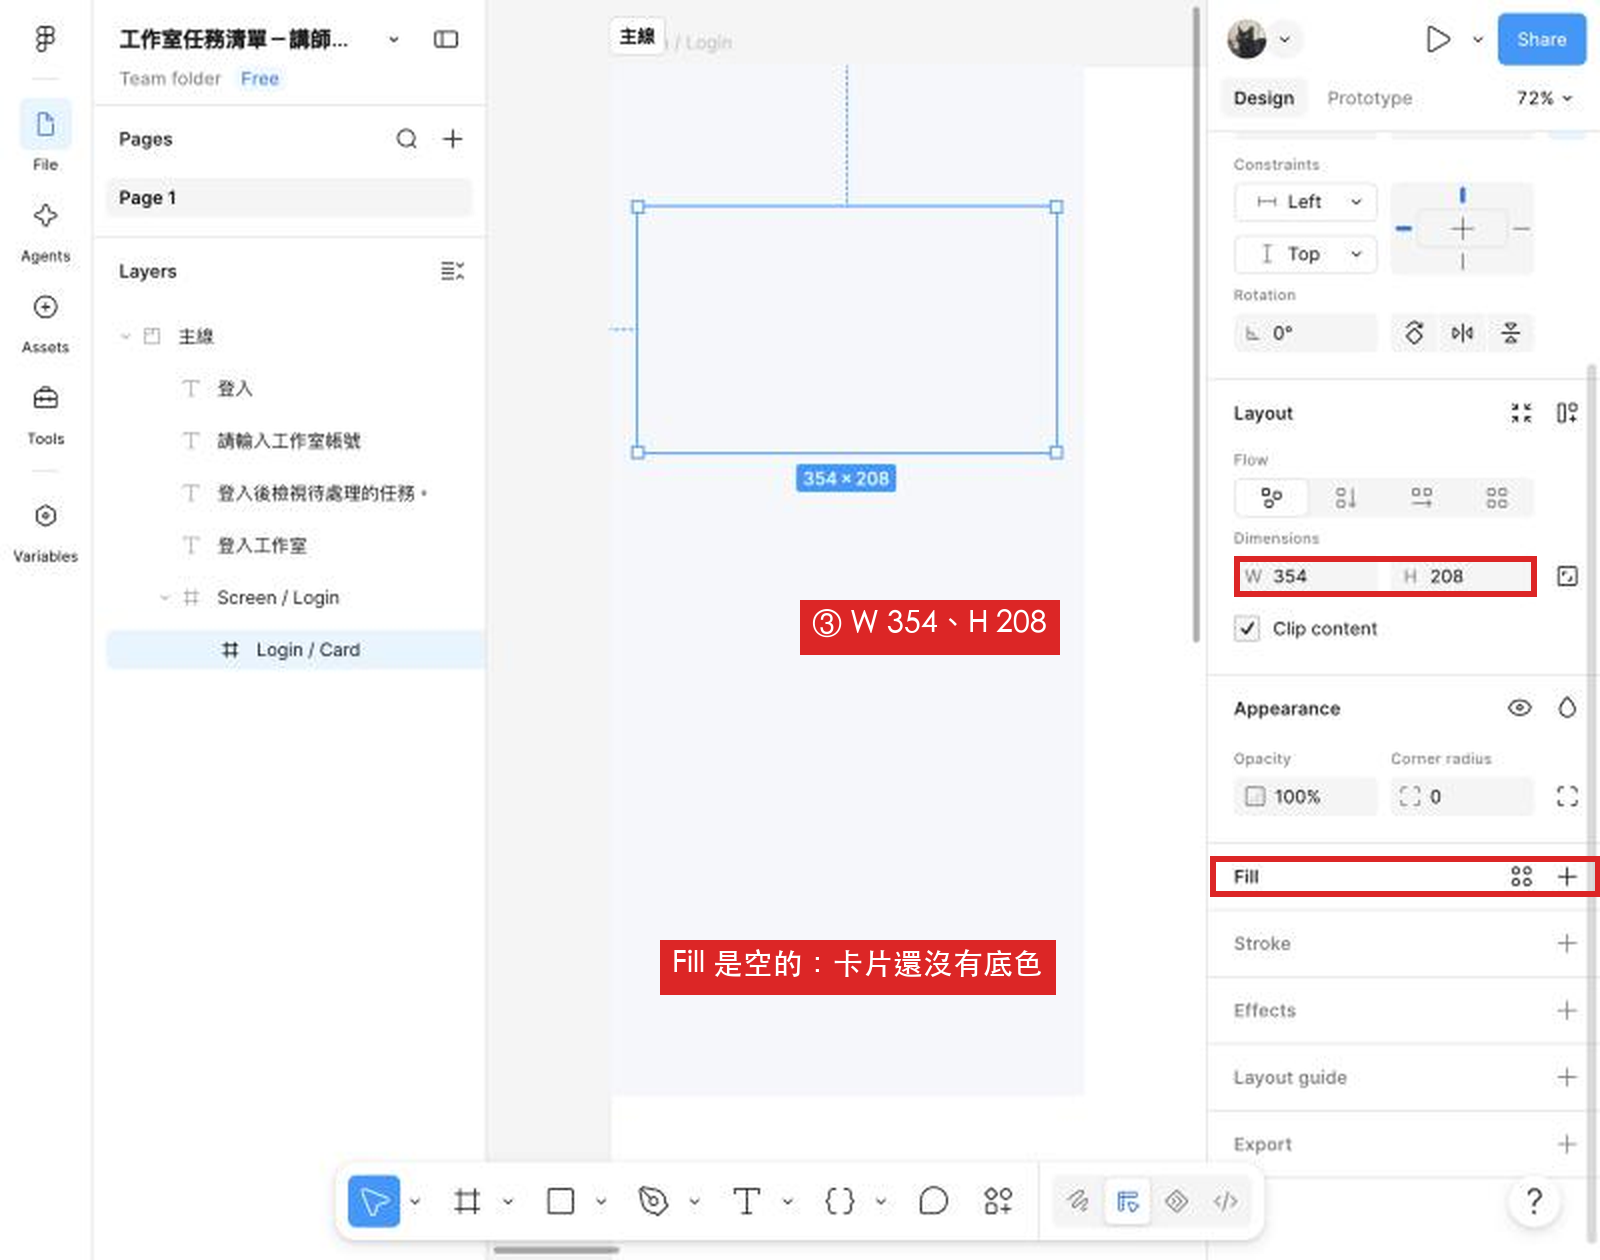 工作室任務清單－講師...
Team folder Free
File
Agents
Assets
Tools
Variables
Pages
Page 1
Layers
主線
登入
請輸入工作室帳號
登入後檢視待處理的任務。
登入工作室
Screen / Login
Login / Card
主線 / Login
354 × 208
③ W 354、H 208
Fill 是空的：卡片還沒有底色
Share
Design Prototype 72%
Constraints
Left
Top
Rotation
0°
Layout
Flow
Dimensions
W 354 H 208
Clip content
Appearance
Opacity Corner radius
100% 0
Fill
Stroke
Effects
Layout guide
Export
?